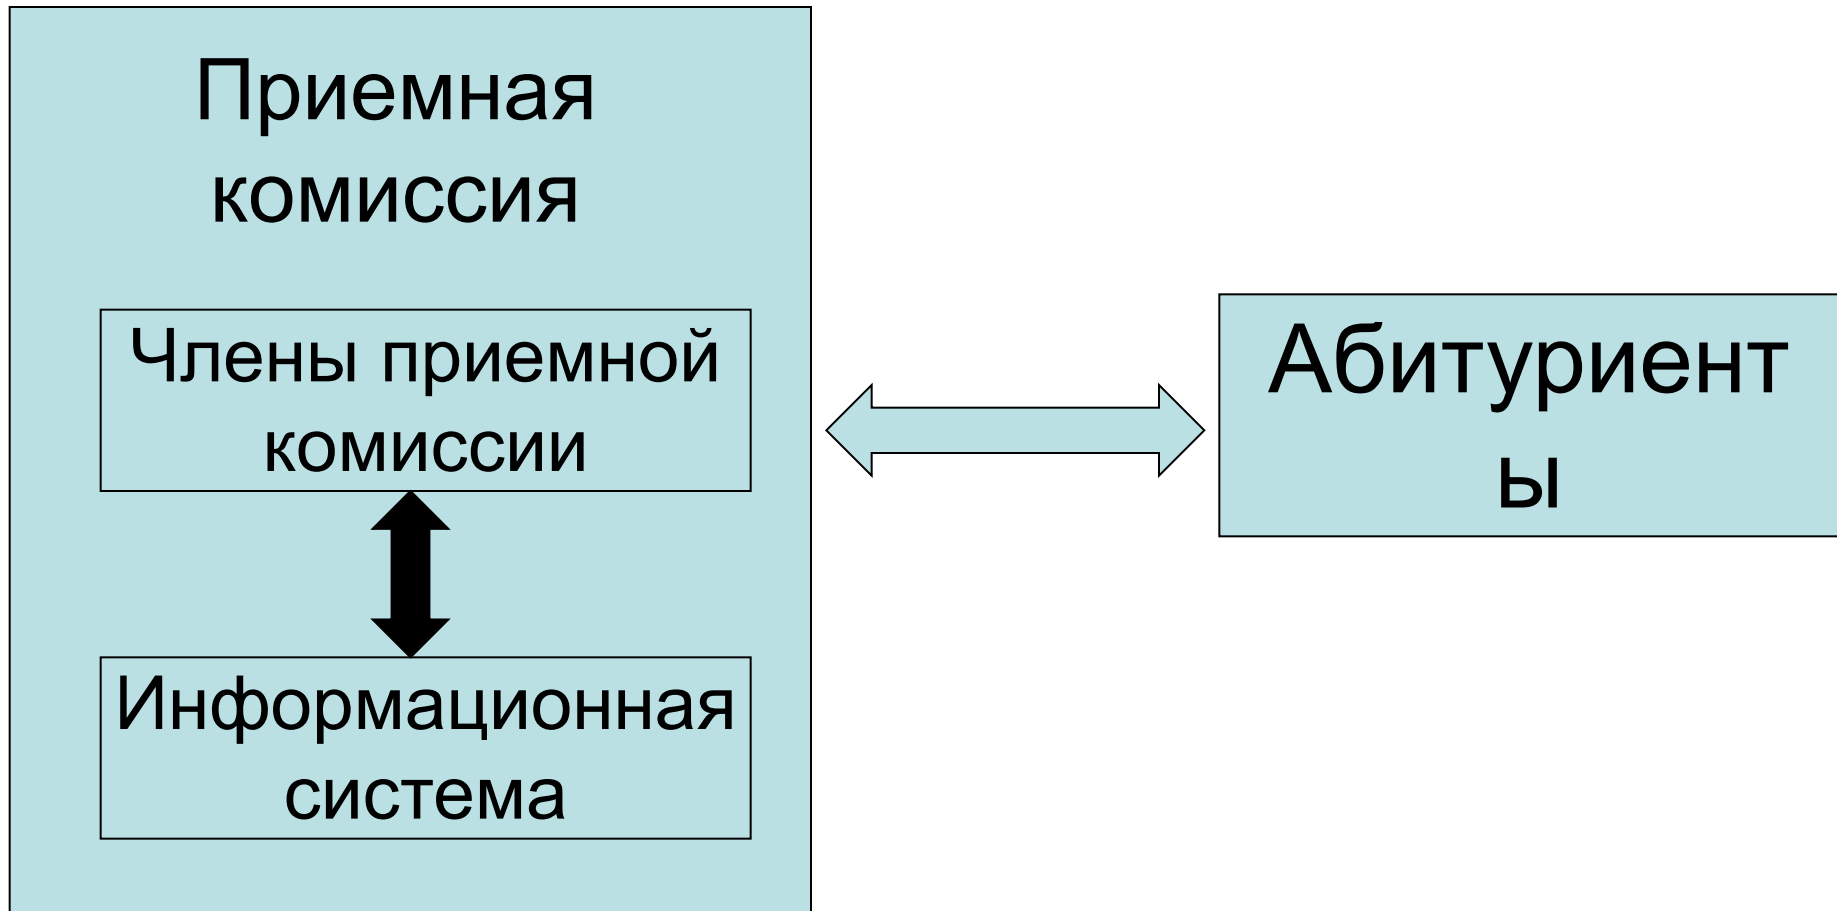 Приемная
комиссия
Члены приемной
комиссии
Информационная
система
Абитуриент
ы